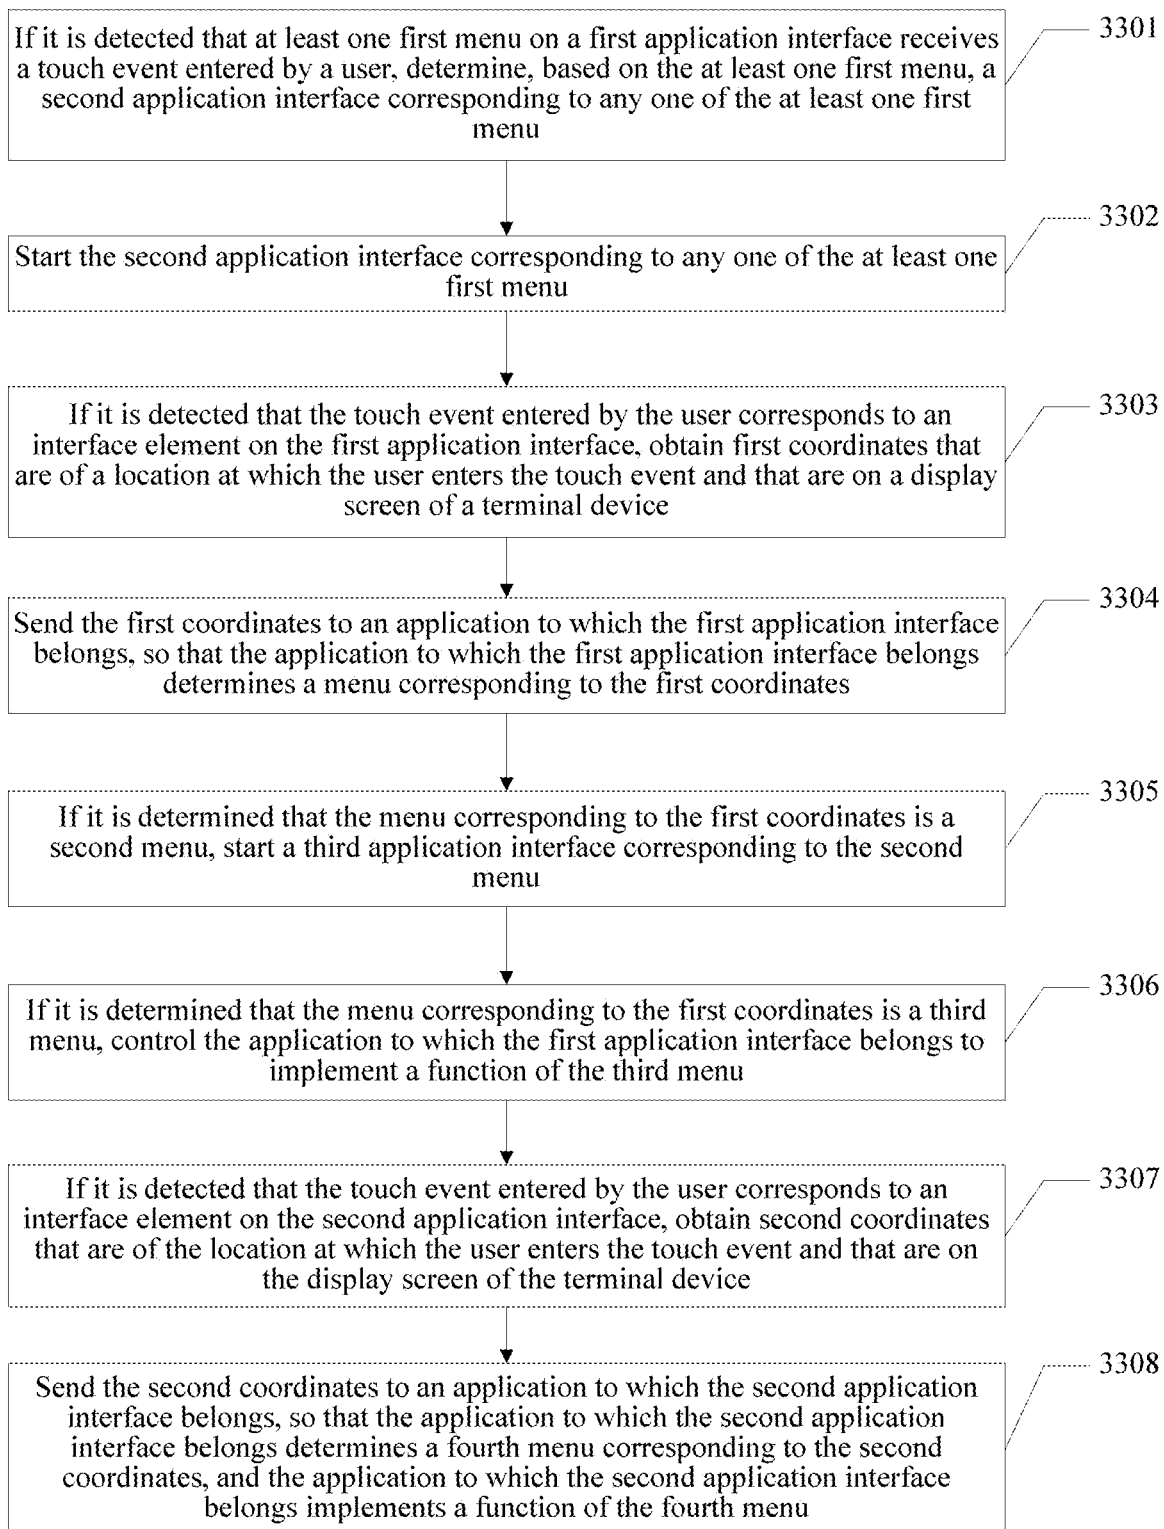 If it is detected that at least one first menu on a first application interface receives
a touch event entered by a user, determine, based on the at least one first menu, a
second application interface corresponding to any one of the at least one first
menu
3301
Start the second application interface corresponding to any one of the at least one
first menu
3302
If it is detected that the touch event entered by the user corresponds to an
interface element on the first application interface, obtain first coordinates that
are of a location at which the user enters the touch event and that are on a display
screen of a terminal device
3303
Send the first coordinates to an application to which the first application interface
belongs, so that the application to which the first application interface belongs
determines a menu corresponding to the first coordinates
3304
If it is determined that the menu corresponding to the first coordinates is a
second menu, start a third application interface corresponding to the second
menu
3305
If it is determined that the menu corresponding to the first coordinates is a third
menu, control the application to which the first application interface belongs to
implement a function of the third menu
3306
If it is detected that the touch event entered by the user corresponds to an
interface element on the second application interface, obtain second coordinates
that are of the location at which the user enters the touch event and that are on
the display screen of the terminal device
3307
Send the second coordinates to an application to which the second application
interface belongs, so that the application to which the second application
interface belongs determines a fourth menu corresponding to the second
coordinates, and the application to which the second application interface
belongs implements a function of the fourth menu
3308